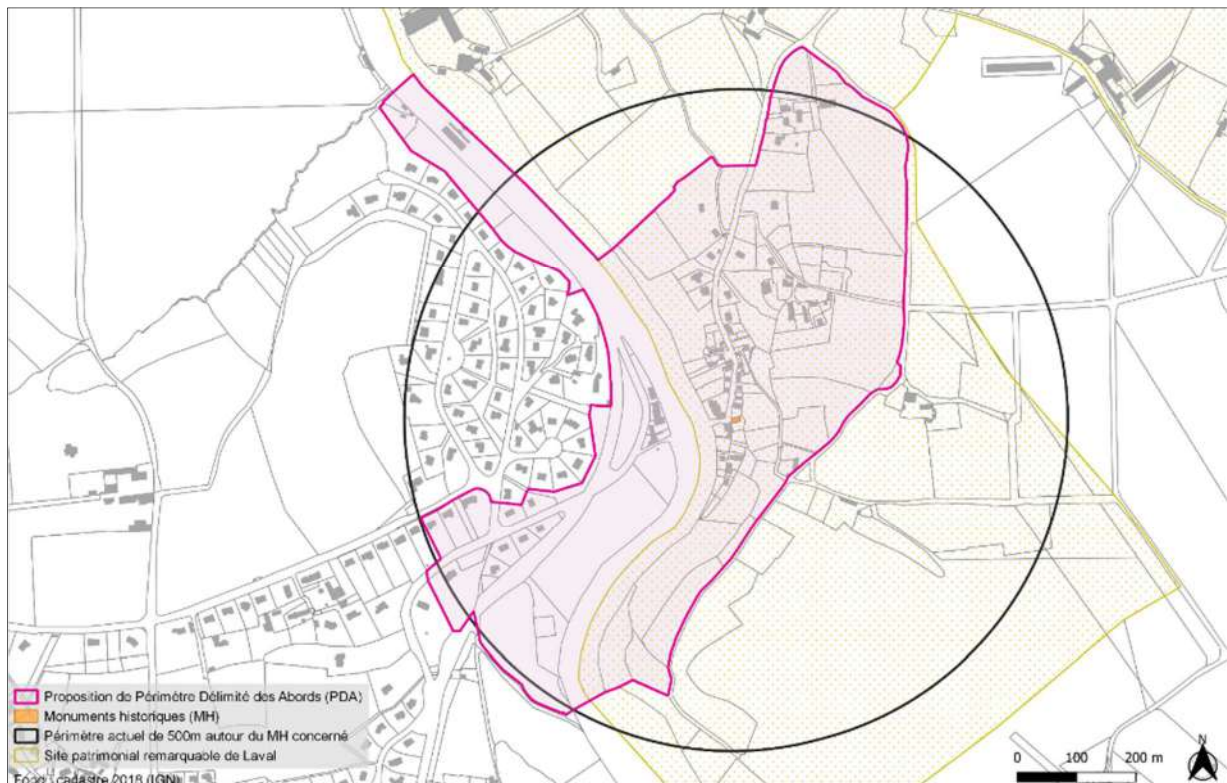 Proposition de Périmètre Délimité des Abords (PDA)
Monuments historiques (MH)
Périmètre actuel de 500m autour du MH concerné
Site patrimonial remarquable de Laval
Fond : cadastre 2018 (IGN)
0 100 200 m
N